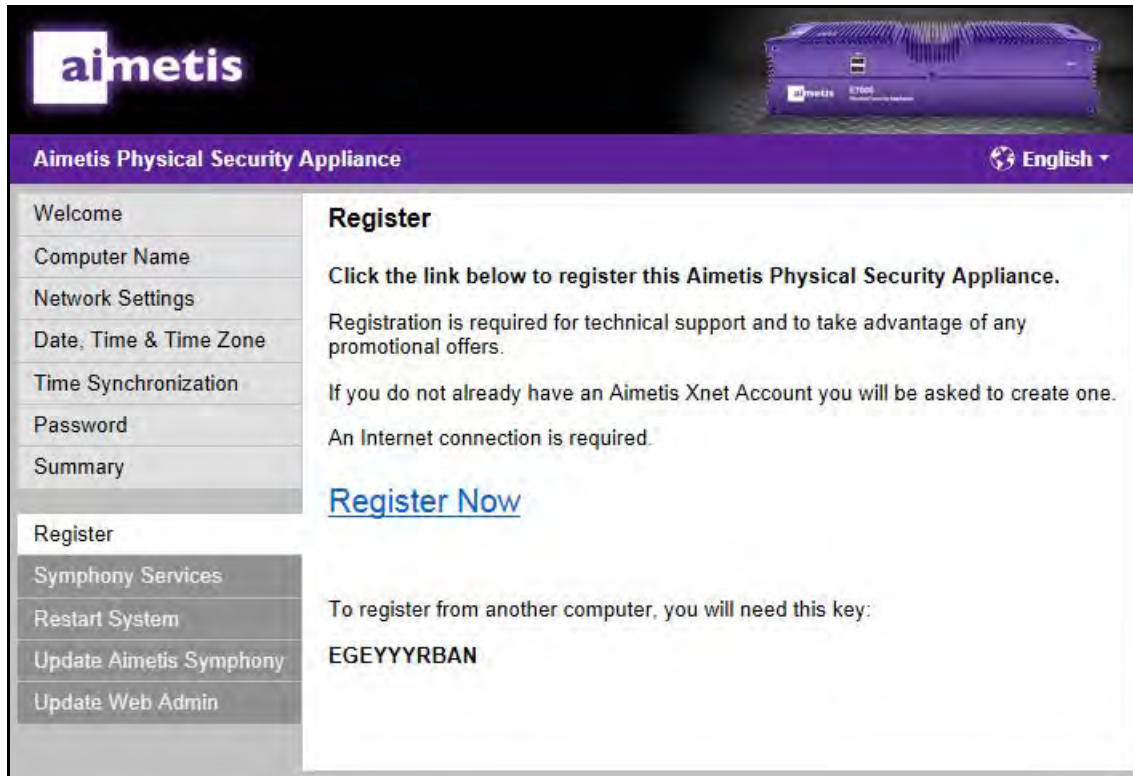 aimetis
aimetis E7000
Aimetis Physical Security Appliance
English
Welcome
Computer Name
Network Settings
Date, Time & Time Zone
Time Synchronization
Password
Summary
Register
Symphony Services
Restart System
Update Aimetis Symphony
Update Web Admin
Register
Click the link below to register this Aimetis Physical Security Appliance.
Registration is required for technical support and to take advantage of any
promotional offers.
If you do not already have an Aimetis Xnet Account you will be asked to create one.
An Internet connection is required.
Register Now
To register from another computer, you will need this key:
EGEYYYRBAN